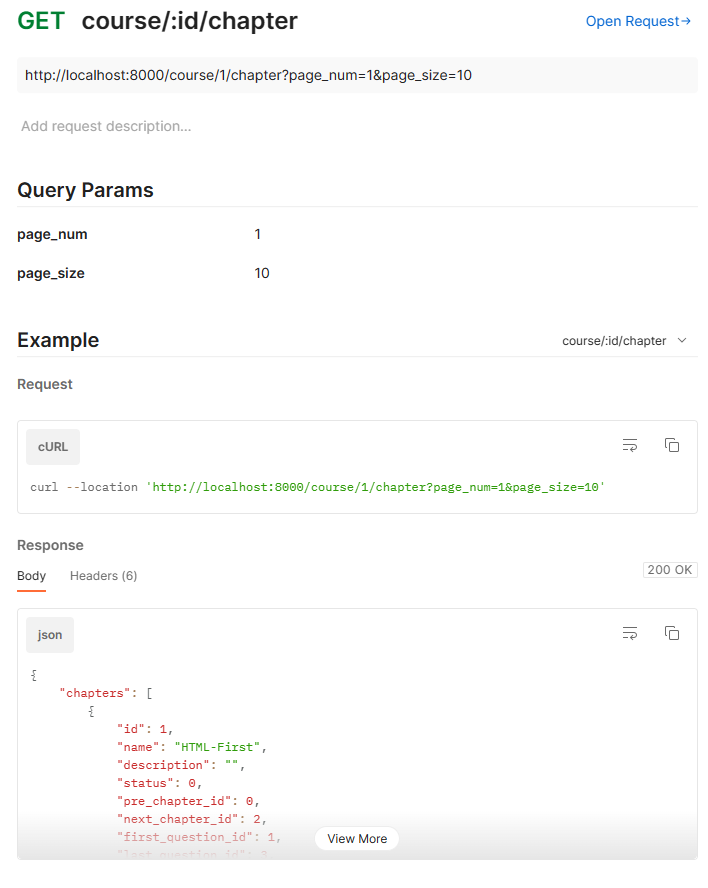 GET course/:id/chapter
Open Request→
http://localhost:8000/course/1/chapter?page_num=1&page_size=10
Add request description...
Query Params
page_num 1
page_size 10
Example
course/:id/chapter
Request
cURL
curl --location 'http://localhost:8000/course/1/chapter?page_num=1&page_size=10'
Response
Body Headers (6)
200 OK
json
{
"chapters": [
{
"id": 1,
"name": "HTML-First",
"description": "",
"status": 0,
"pre_chapter_id": 0,
"next_chapter_id": 2,
"first_question_id": 1,
View More